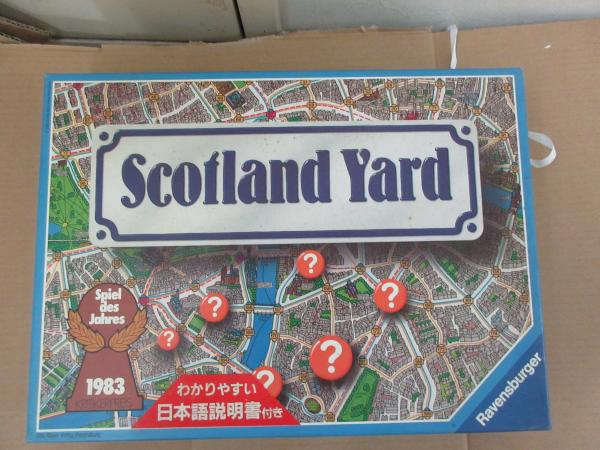 Scotland Yard
Spiel
des
Jahres
1983
KRITIKERPREIS
わかりやすい
日本語説明書付き
Ravensburger